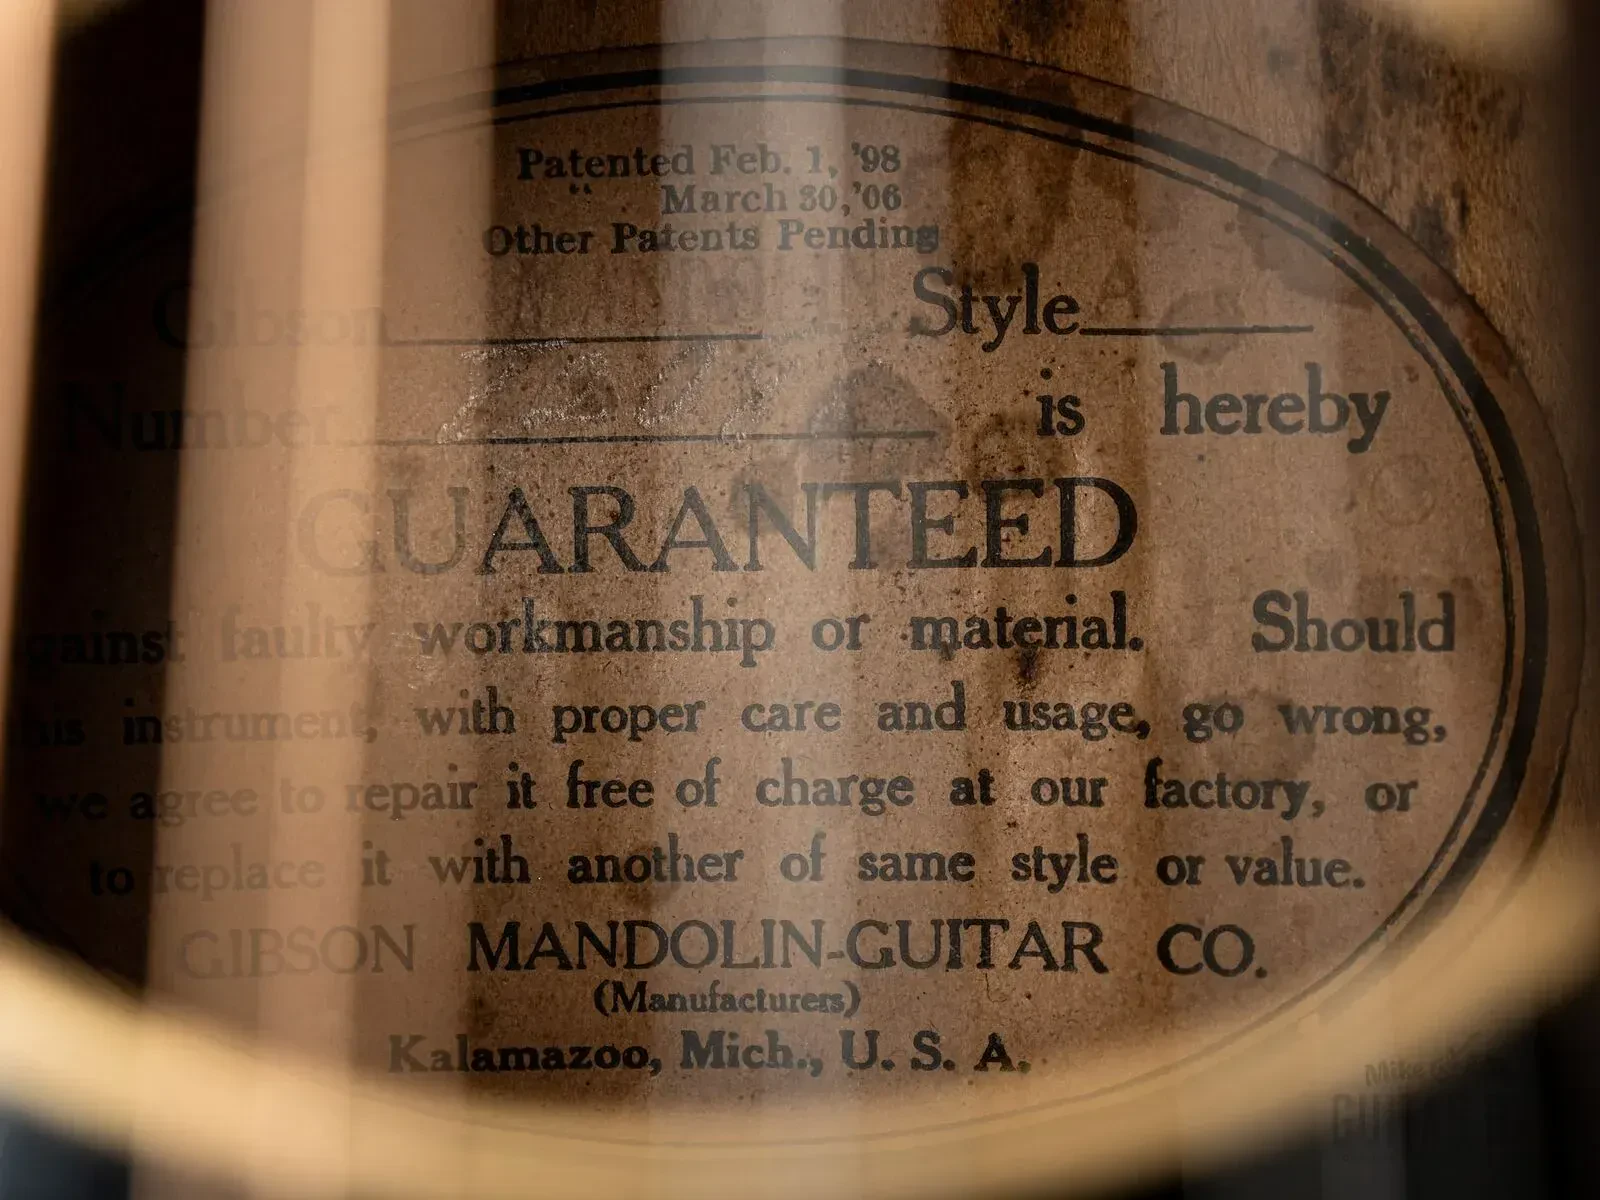 Patented Feb. 1, '98
" March 30, '06
Other Patents Pending
Gibson Style A
Number is hereby
GUARANTEED
gainst faulty workmanship or material. Should
his instrument, with proper care and usage, go wrong,
we agree to repair it free of charge at our factory, or
to replace it with another of same style or value.
GIBSON MANDOLIN-GUITAR CO.
(Manufacturers)
Kalamazoo, Mich., U. S. A.